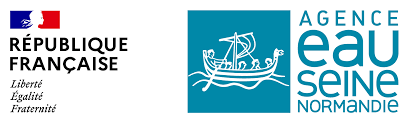 RÉPUBLIQUE
FRANÇAISE
Liberté
Égalité
Fraternité
AGENCE
eau
seine
NORMANDIE